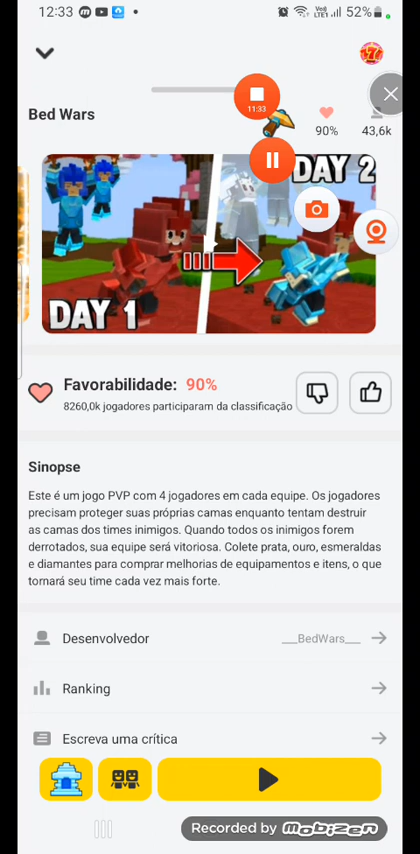 12:33
Vo))
LTE1
52%
11:33
Bed Wars
90%
43,6k
DAY 1
DAY 2
Favorabilidade: 90%
8260,0k jogadores participaram da classificação
Sinopse
Este é um jogo PVP com 4 jogadores em cada equipe. Os jogadores
precisam proteger suas próprias camas enquanto tentam destruir
as camas dos times inimigos. Quando todos os inimigos forem
derrotados, sua equipe será vitoriosa. Colete prata, ouro, esmeraldas
e diamantes para comprar melhorias de equipamentos e itens, o que
tornará seu time cada vez mais forte.
Desenvolvedor
___BedWars___
Ranking
Escreva uma crítica
Recorded by mobizen